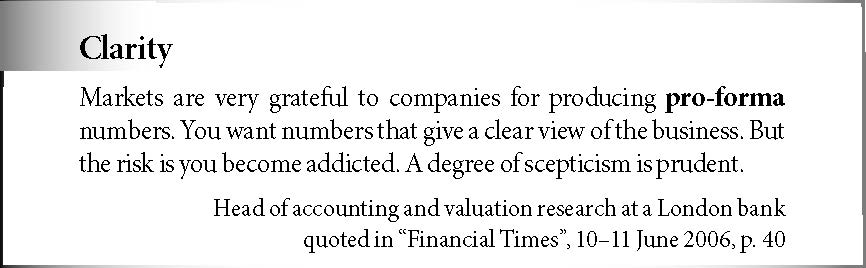 Clarity
Markets are very grateful to companies for producing pro-forma
numbers. You want numbers that give a clear view of the business. But
the risk is you become addicted. A degree of scepticism is prudent.
Head of accounting and valuation research at a London bank
quoted in “Financial Times”, 10–11 June 2006, p. 40